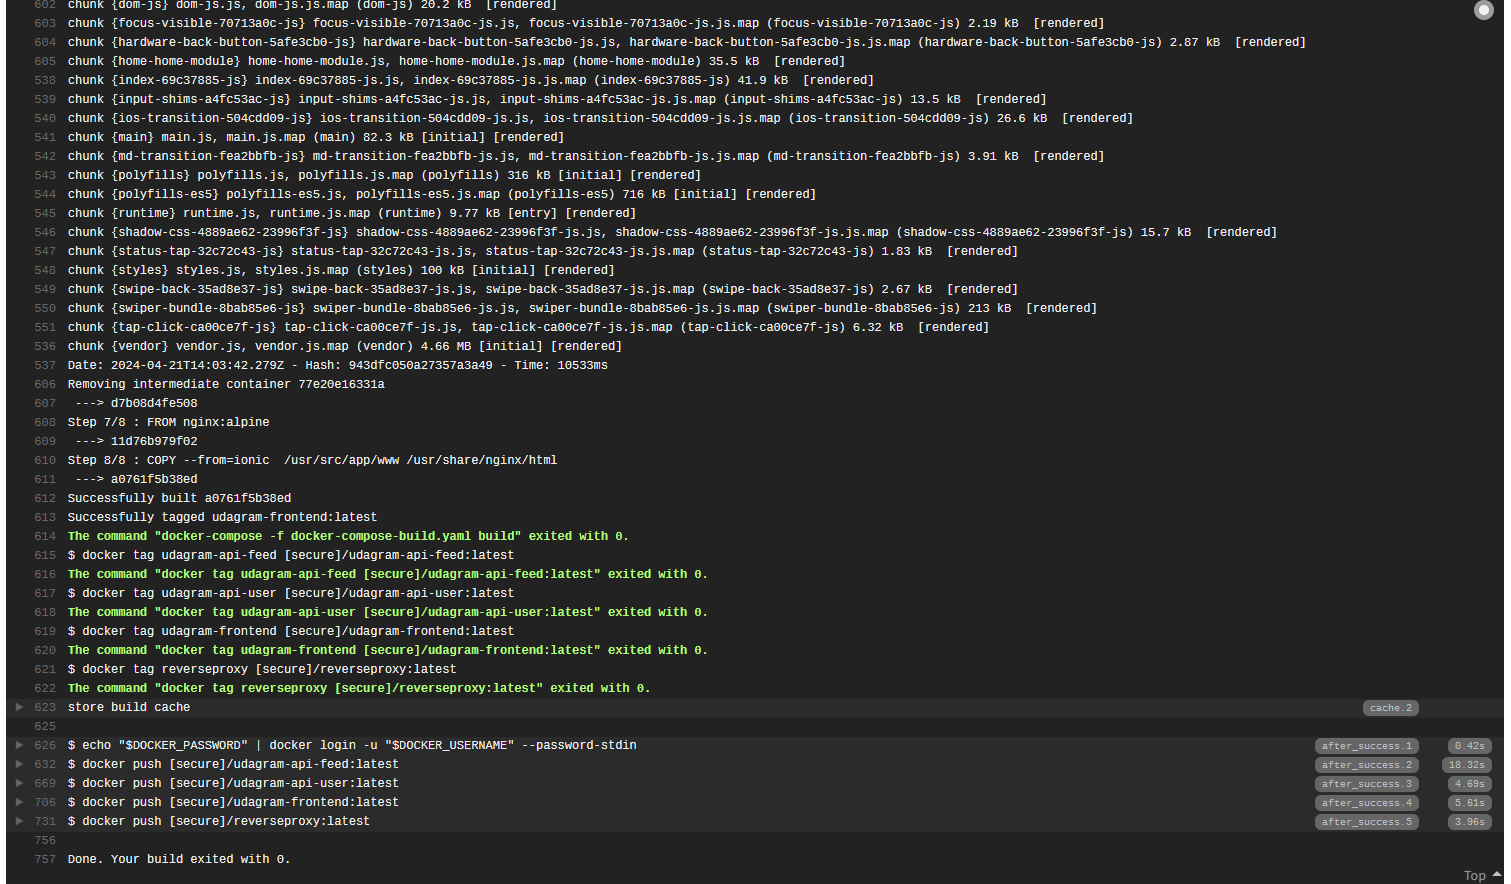 602 chunk {dom-js} dom-js.js, dom-js.js.map (dom-js) 20.2 kB  [rendered]
603 chunk {focus-visible-70713a0c-js} focus-visible-70713a0c-js.js, focus-visible-70713a0c-js.js.map (focus-visible-70713a0c-js) 2.19 kB  [rendered]
604 chunk {hardware-back-button-5afe3cb0-js} hardware-back-button-5afe3cb0-js.js, hardware-back-button-5afe3cb0-js.js.map (hardware-back-button-5afe3cb0-js) 2.87 kB  [rendered]
605 chunk {home-home-module} home-home-module.js, home-home-module.js.map (home-home-module) 35.5 kB  [rendered]
538 chunk {index-69c37885-js} index-69c37885-js.js, index-69c37885-js.js.map (index-69c37885-js) 41.9 kB  [rendered]
539 chunk {input-shims-a4fc53ac-js} input-shims-a4fc53ac-js.js, input-shims-a4fc53ac-js.js.map (input-shims-a4fc53ac-js) 13.5 kB  [rendered]
540 chunk {ios-transition-504cdd09-js} ios-transition-504cdd09-js.js, ios-transition-504cdd09-js.js.map (ios-transition-504cdd09-js) 26.6 kB  [rendered]
541 chunk {main} main.js, main.js.map (main) 82.3 kB [initial] [rendered]
542 chunk {md-transition-fea2bbfb-js} md-transition-fea2bbfb-js.js, md-transition-fea2bbfb-js.js.map (md-transition-fea2bbfb-js) 3.91 kB  [rendered]
543 chunk {polyfills} polyfills.js, polyfills.js.map (polyfills) 316 kB [initial] [rendered]
544 chunk {polyfills-es5} polyfills-es5.js, polyfills-es5.js.map (polyfills-es5) 716 kB [initial] [rendered]
545 chunk {runtime} runtime.js, runtime.js.map (runtime) 9.77 kB [entry] [rendered]
546 chunk {shadow-css-4889ae62-23996f3f-js} shadow-css-4889ae62-23996f3f-js.js, shadow-css-4889ae62-23996f3f-js.js.map (shadow-css-4889ae62-23996f3f-js) 15.7 kB  [rendered]
547 chunk {status-tap-32c72c43-js} status-tap-32c72c43-js.js, status-tap-32c72c43-js.js.map (status-tap-32c72c43-js) 1.83 kB  [rendered]
548 chunk {styles} styles.js, styles.js.map (styles) 100 kB [initial] [rendered]
549 chunk {swipe-back-35ad8e37-js} swipe-back-35ad8e37-js.js, swipe-back-35ad8e37-js.js.map (swipe-back-35ad8e37-js) 2.67 kB  [rendered]
550 chunk {swiper-bundle-8bab85e6-js} swiper-bundle-8bab85e6-js.js, swiper-bundle-8bab85e6-js.js.map (swiper-bundle-8bab85e6-js) 213 kB  [rendered]
551 chunk {tap-click-ca00ce7f-js} tap-click-ca00ce7f-js.js, tap-click-ca00ce7f-js.js.map (tap-click-ca00ce7f-js) 6.32 kB  [rendered]
536 chunk {vendor} vendor.js, vendor.js.map (vendor) 4.66 MB [initial] [rendered]
537 Date: 2024-04-21T14:03:42.279Z - Hash: 943dfc050a27357a3a49 - Time: 10533ms
606 Removing intermediate container 77e20e16331a
607  ---> d7b08d4fe508
608 Step 7/8 : FROM nginx:alpine
609  ---> 11d76b979f02
610 Step 8/8 : COPY --from=ionic  /usr/src/app/www /usr/share/nginx/html
611  ---> a0761f5b38ed
612 Successfully built a0761f5b38ed
613 Successfully tagged udagram-frontend:latest
614 The command "docker-compose -f docker-compose-build.yaml build" exited with 0.
615 $ docker tag udagram-api-feed [secure]/udagram-api-feed:latest
616 The command "docker tag udagram-api-feed [secure]/udagram-api-feed:latest" exited with 0.
617 $ docker tag udagram-api-user [secure]/udagram-api-user:latest
618 The command "docker tag udagram-api-user [secure]/udagram-api-user:latest" exited with 0.
619 $ docker tag udagram-frontend [secure]/udagram-frontend:latest
620 The command "docker tag udagram-frontend [secure]/udagram-frontend:latest" exited with 0.
621 $ docker tag reverseproxy [secure]/reverseproxy:latest
622 The command "docker tag reverseproxy [secure]/reverseproxy:latest" exited with 0.
623 store build cache cache.2
625
626 $ echo "$DOCKER_PASSWORD" | docker login -u "$DOCKER_USERNAME" --password-stdin after_success.1 0.42s
632 $ docker push [secure]/udagram-api-feed:latest after_success.2 18.32s
669 $ docker push [secure]/udagram-api-user:latest after_success.3 4.69s
706 $ docker push [secure]/udagram-frontend:latest after_success.4 5.61s
731 $ docker push [secure]/reverseproxy:latest after_success.5 3.96s
756
757 Done. Your build exited with 0.
Top